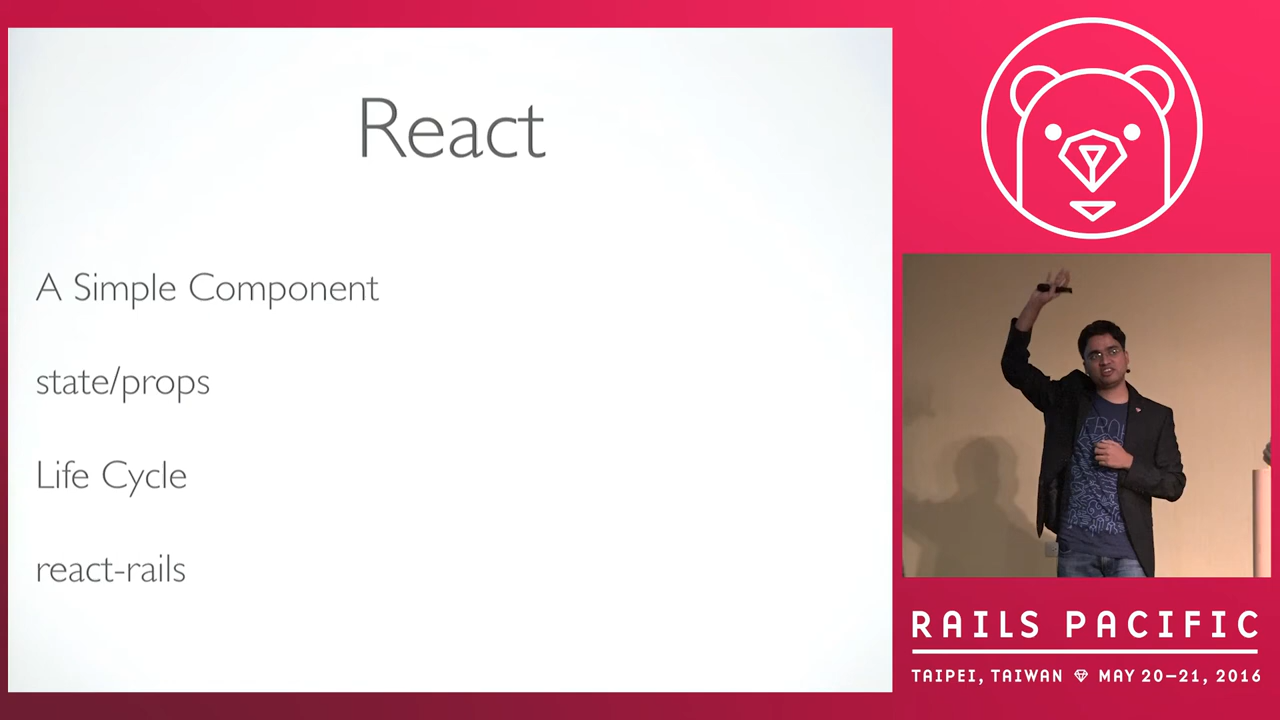 React
A Simple Component
state/props
Life Cycle
react-rails
RAILS PACIFIC
TAIPEI, TAIWAN MAY 20–21, 2016